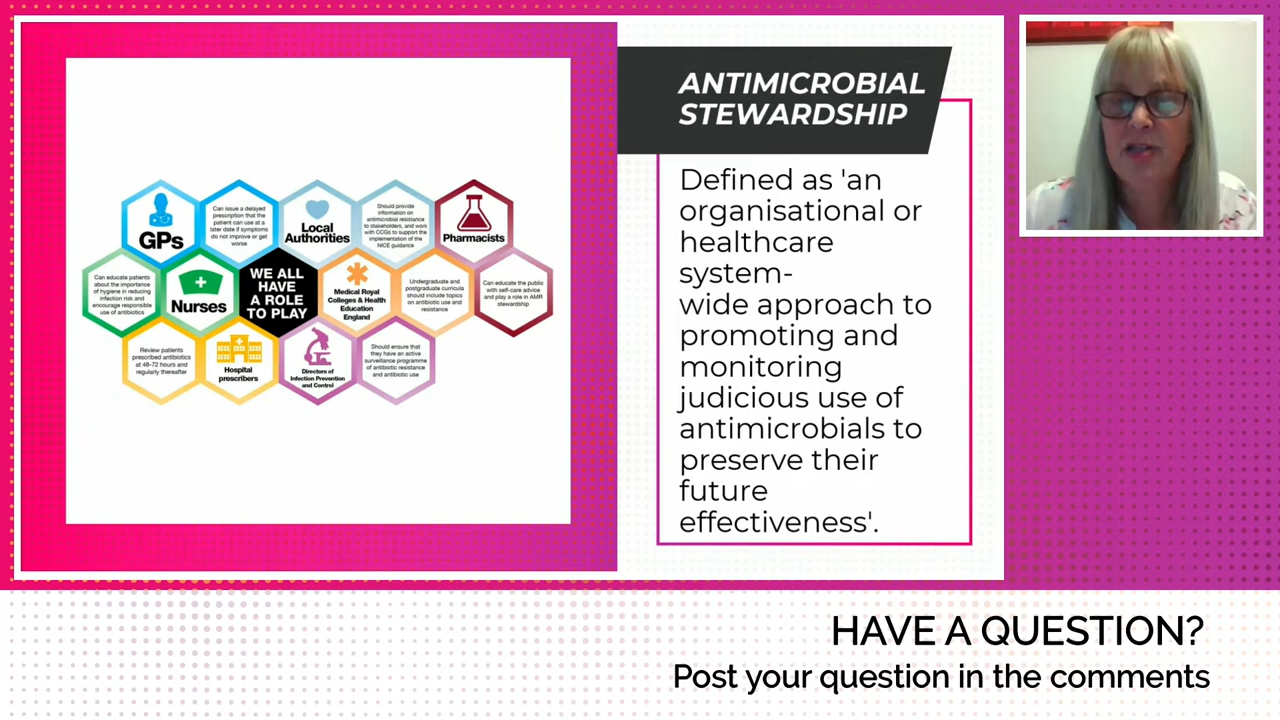 GPs
Can issue a delayed
prescription that the
patient can use at a
later date if symptoms
do not improve or get
worse
Local
Authorities
Should provide
information on
antimicrobial resistance
to stakeholders, and work
with CCGs to support the
implementation of the
NICE guidance
Pharmacists
Can educate patients
about the importance
of hygiene in reducing
infection risk and
encourage responsible
use of antibiotics
Nurses
WE ALL
HAVE
A ROLE
TO PLAY
Medical Royal
Colleges & Health
Education
England
Undergraduate and
postgraduate curricula
should include topics
on antibiotic use and
resistance
Can educate the public
with self-care advice
and play a role in AMR
stewardship
Review patients
prescribed antibiotics
at 48-72 hours and
regularly thereafter
Hospital
prescribers
Directors of
Infection Prevention
and Control
Should ensure that
they have an active
surveillance programme
of antibiotic resistance
and antibiotic use
ANTIMICROBIAL
STEWARDSHIP
Defined as 'an
organisational or
healthcare
system-
wide approach to
promoting and
monitoring
judicious use of
antimicrobials to
preserve their
future
effectiveness'.
HAVE A QUESTION?
Post your question in the comments